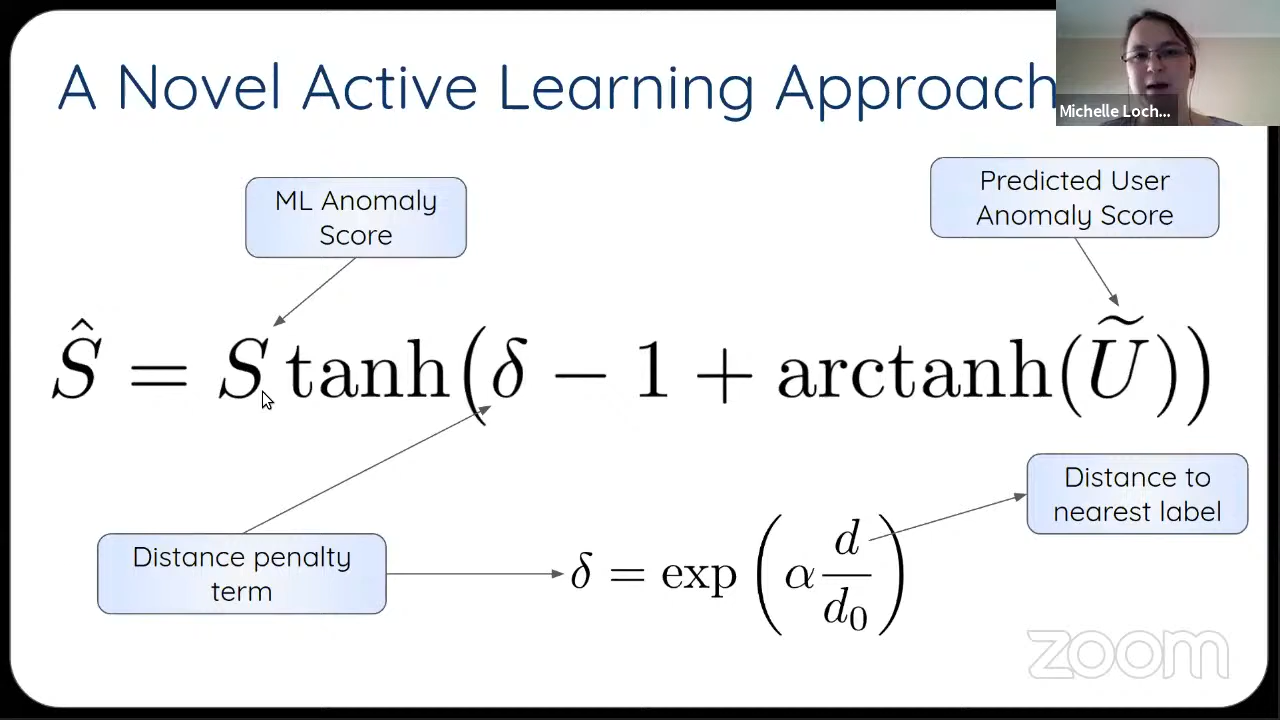 A Novel Active Learning Approach
Michelle Loch...
ML Anomaly
Score
Predicted User
Anomaly Score
Ŝ = S tanh(δ − 1 + arctanh(Ũ))
Distance to
nearest label
Distance penalty
term
δ = exp(α d/d₀)
zoom